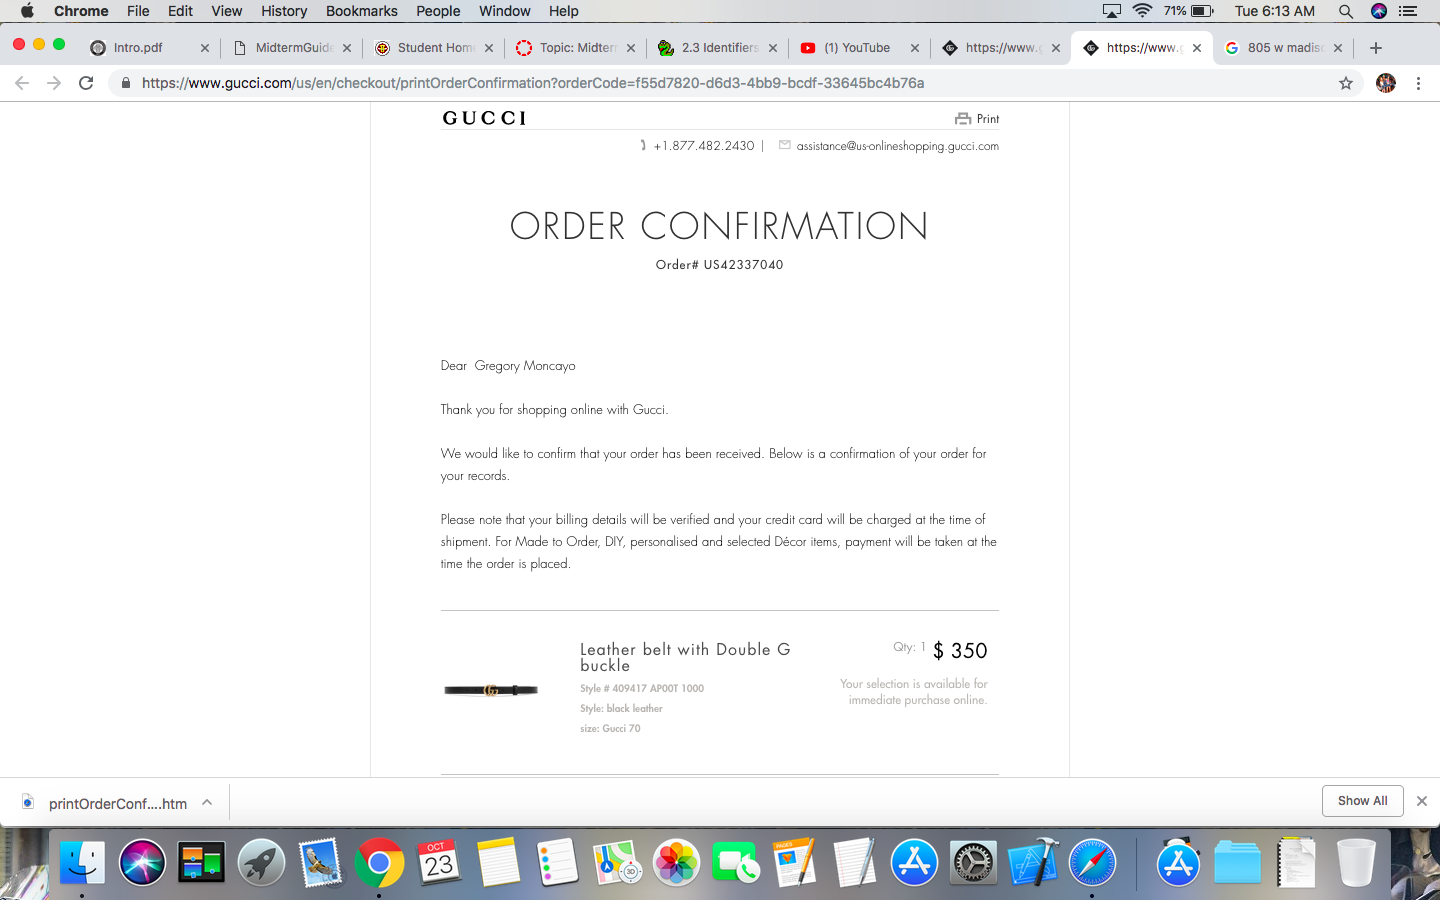 Chrome File Edit View History Bookmarks People Window Help 71% Tue 6:13 AM
Intro.pdf MidtermGuide Student Home Topic: Midterm 2.3 Identifiers (1) YouTube https://www.g https://www.g 805 w madiso
https://www.gucci.com/us/en/checkout/printOrderConfirmation?orderCode=f55d7820-d6d3-4bb9-bcdf-33645bc4b76a
GUCCI Print
+1.877.482.2430 | assistance@us-onlineshopping.gucci.com
ORDER CONFIRMATION
Order# US42337040
Dear Gregory Moncayo
Thank you for shopping online with Gucci.
We would like to confirm that your order has been received. Below is a confirmation of your order for
your records.
Please note that your billing details will be verified and your credit card will be charged at the time of
shipment. For Made to Order, DIY, personalised and selected Décor items, payment will be taken at the
time the order is placed.
Leather belt with Double G Qty: 1 $ 350
buckle
Style # 409417 AP00T 1000 Your selection is available for
immediate purchase online.
Style: black leather
size: Gucci 70
printOrderConf....htm Show All
OCT
23
PAGES
3D